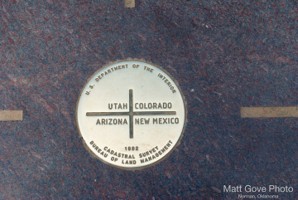 U.S. DEPARTMENT OF THE INTERIOR
UTAH COLORADO
ARIZONA NEW MEXICO
1992
CADASTRAL SURVEY
BUREAU OF LAND MANAGEMENT
Matt Gove Photo
Norman, Oklahoma